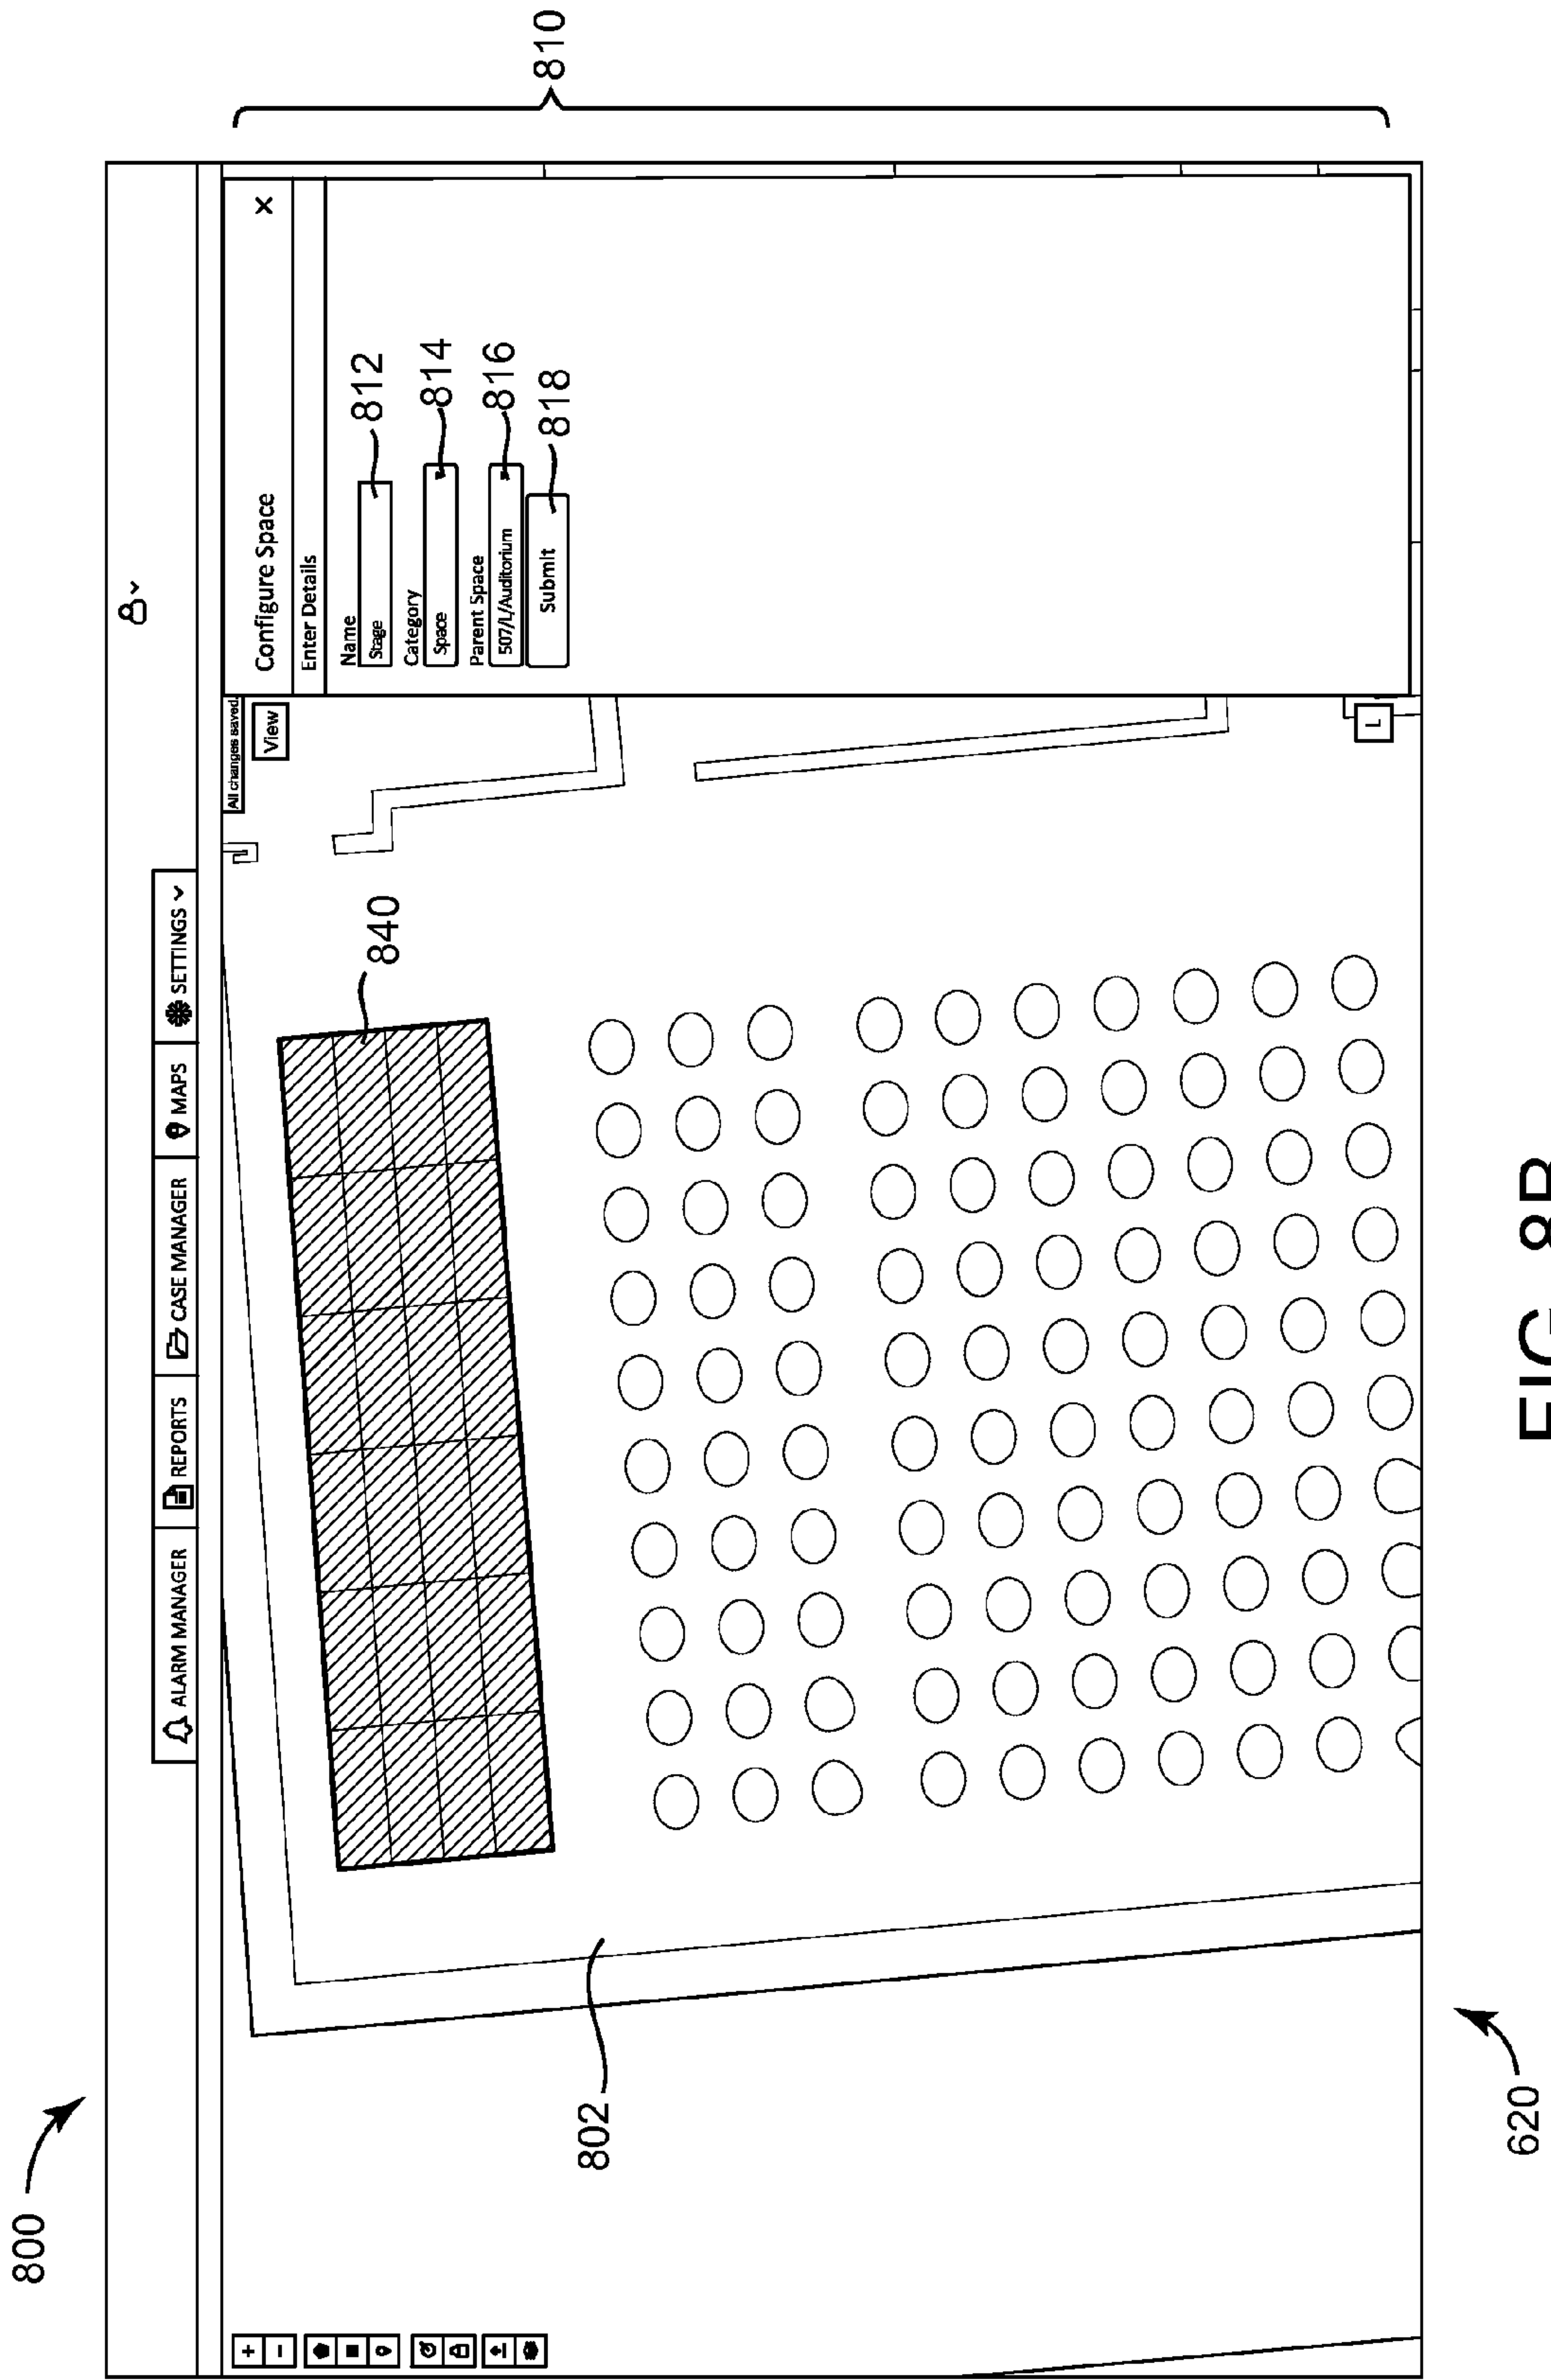 800
ALARM MANAGER
REPORTS
CASE MANAGER
MAPS
SETTINGS
+
−
All changes saved.
View
Configure Space
X
Enter Details
Name
Stage
812
Category
Space
814
Parent Space
507/L/Auditorium
816
Submit
818
810
840
802
L
620
FIG. 8B